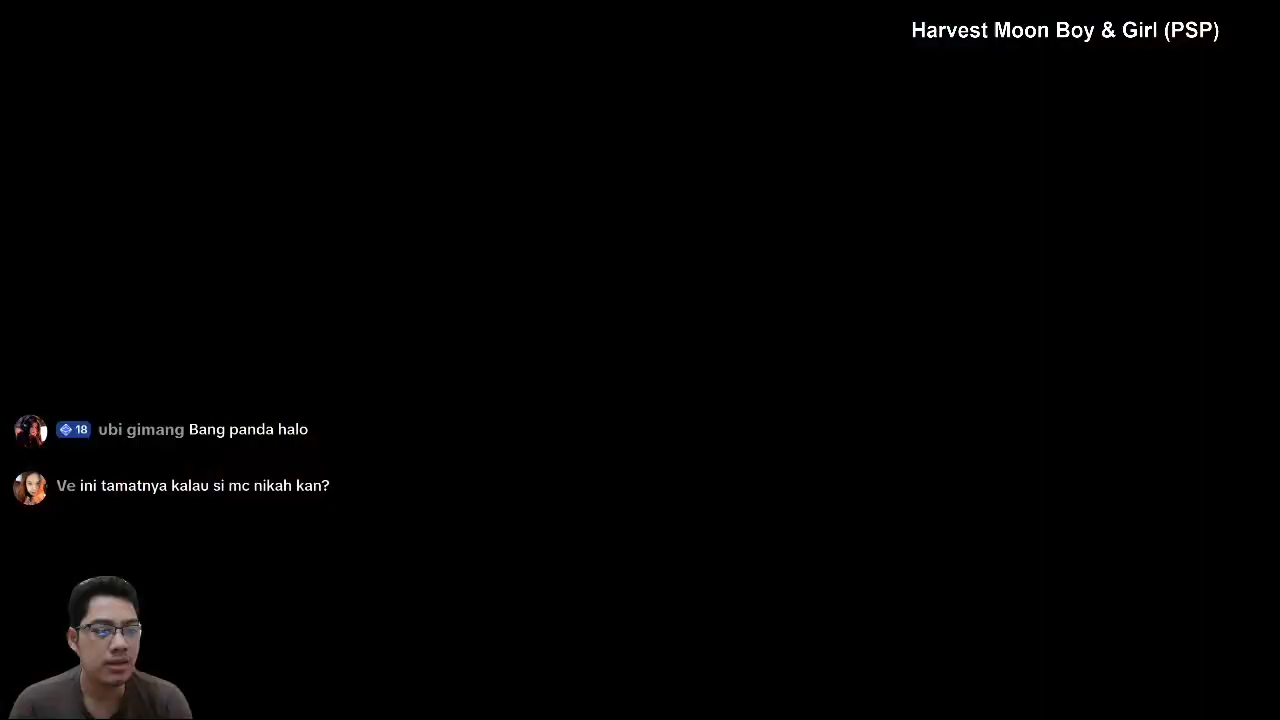 Harvest Moon Boy & Girl (PSP)
18 ubi gimang Bang panda halo
Ve ini tamatnya kalau si mc nikah kan?